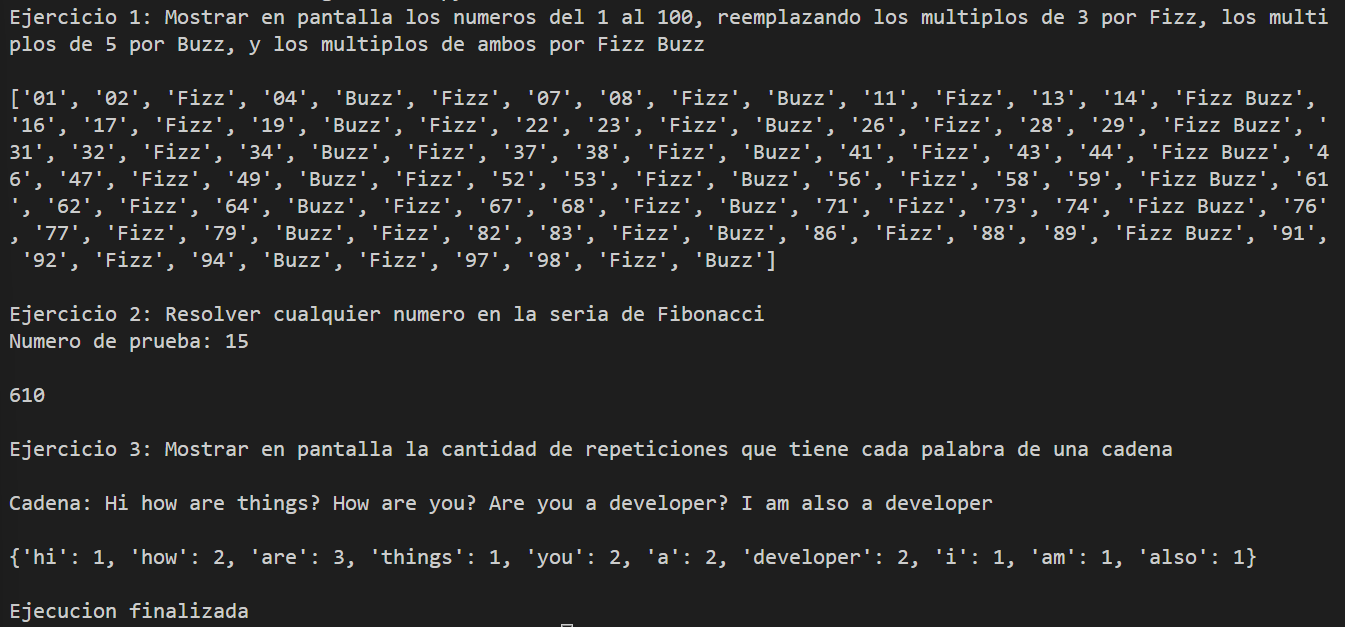 Ejercicio 1: Mostrar en pantalla los numeros del 1 al 100, reemplazando los multiplos de 3 por Fizz, los multi
plos de 5 por Buzz, y los multiplos de ambos por Fizz Buzz
['01', '02', 'Fizz', '04', 'Buzz', 'Fizz', '07', '08', 'Fizz', 'Buzz', '11', 'Fizz', '13', '14', 'Fizz Buzz',
'16', '17', 'Fizz', '19', 'Buzz', 'Fizz', '22', '23', 'Fizz', 'Buzz', '26', 'Fizz', '28', '29', 'Fizz Buzz', '
31', '32', 'Fizz', '34', 'Buzz', 'Fizz', '37', '38', 'Fizz', 'Buzz', '41', 'Fizz', '43', '44', 'Fizz Buzz', '4
6', '47', 'Fizz', '49', 'Buzz', 'Fizz', '52', '53', 'Fizz', 'Buzz', '56', 'Fizz', '58', '59', 'Fizz Buzz', '61
', '62', 'Fizz', '64', 'Buzz', 'Fizz', '67', '68', 'Fizz', 'Buzz', '71', 'Fizz', '73', '74', 'Fizz Buzz', '76'
, '77', 'Fizz', '79', 'Buzz', 'Fizz', '82', '83', 'Fizz', 'Buzz', '86', 'Fizz', '88', '89', 'Fizz Buzz', '91',
'92', 'Fizz', '94', 'Buzz', 'Fizz', '97', '98', 'Fizz', 'Buzz']
Ejercicio 2: Resolver cualquier numero en la seria de Fibonacci
Numero de prueba: 15
610
Ejercicio 3: Mostrar en pantalla la cantidad de repeticiones que tiene cada palabra de una cadena
Cadena: Hi how are things? How are you? Are you a developer? I am also a developer
{'hi': 1, 'how': 2, 'are': 3, 'things': 1, 'you': 2, 'a': 2, 'developer': 2, 'i': 1, 'am': 1, 'also': 1}
Ejecucion finalizada